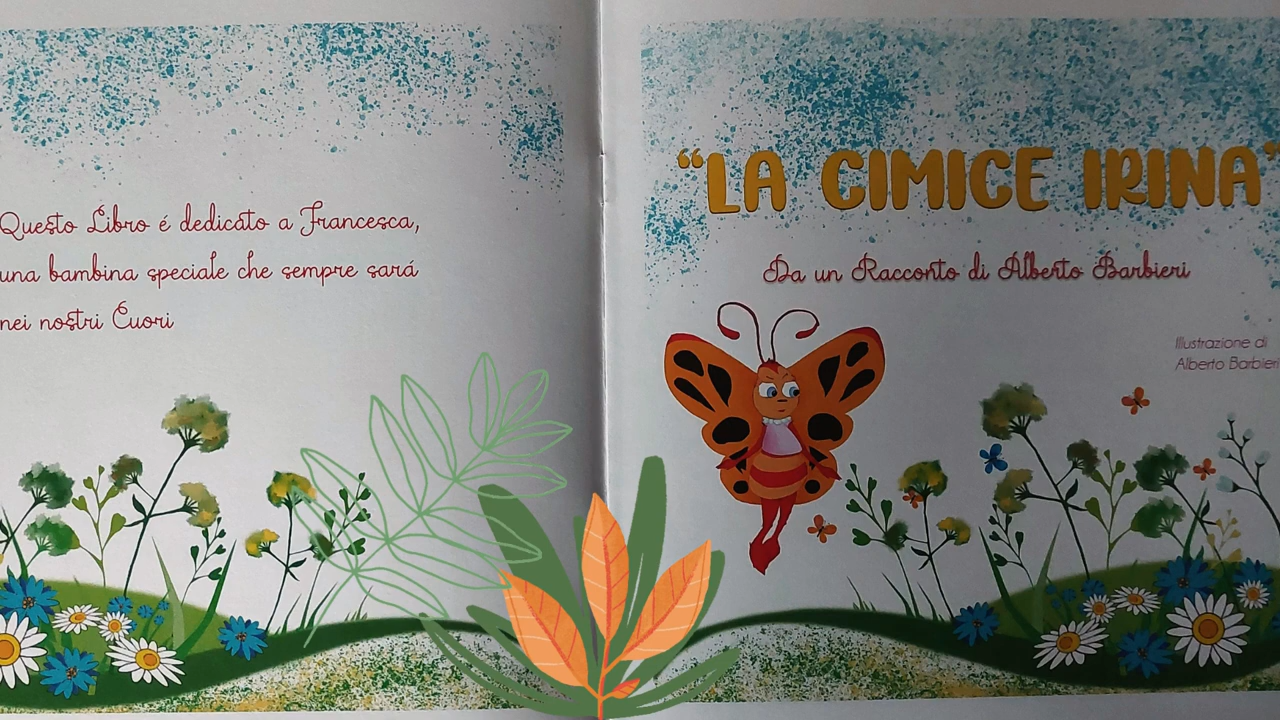 Questo Libro é dedicato a Francesca,
una bambina speciale che sempre sará
nei nostri Cuori
“LA CIMICE IRINA”
Da un Racconto di Alberto Barbieri
Illustrazione di
Alberto Barbieri